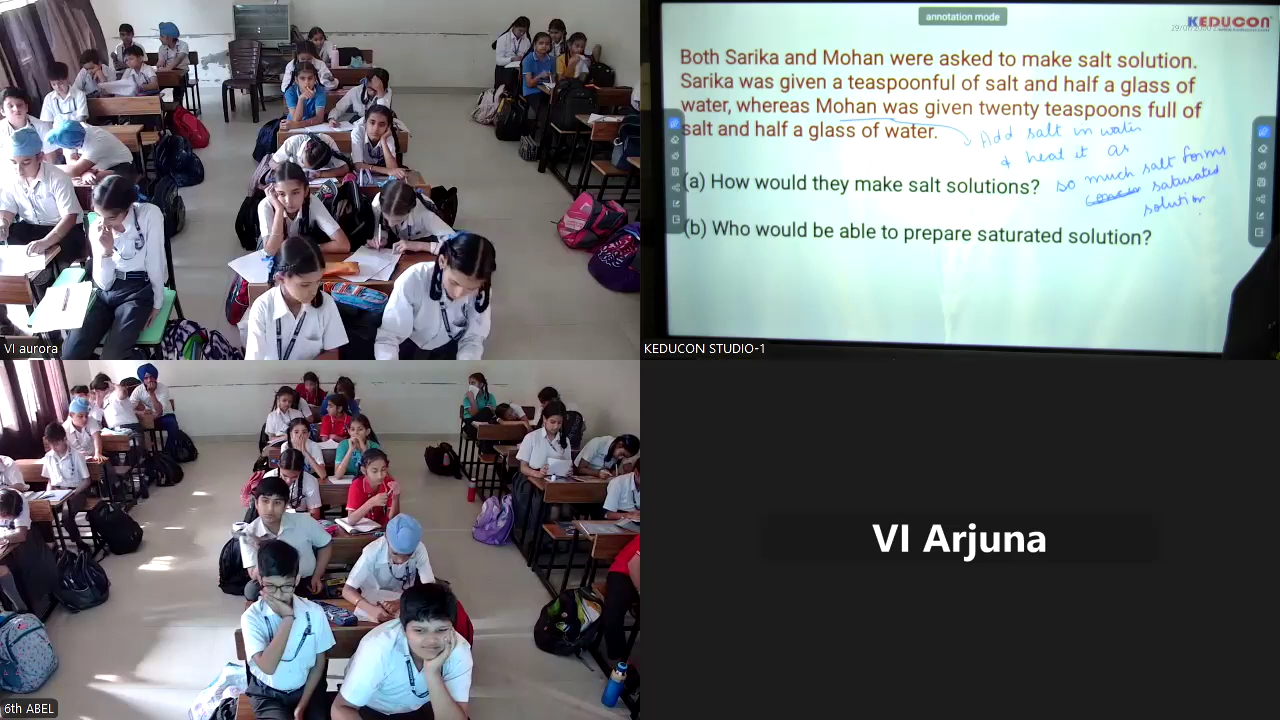 annotation mode
KEDUCON
Both Sarika and Mohan were asked to make salt solution.
Sarika was given a teaspoonful of salt and half a glass of
water, whereas Mohan was given twenty teaspoons full of
salt and half a glass of water.
Add salt in water
& heat it as
so much salt forms
saturated
solution
(a) How would they make salt solutions?
(b) Who would be able to prepare saturated solution?
VI aurora
KEDUCON STUDIO-1
VI Arjuna
6th ABEL